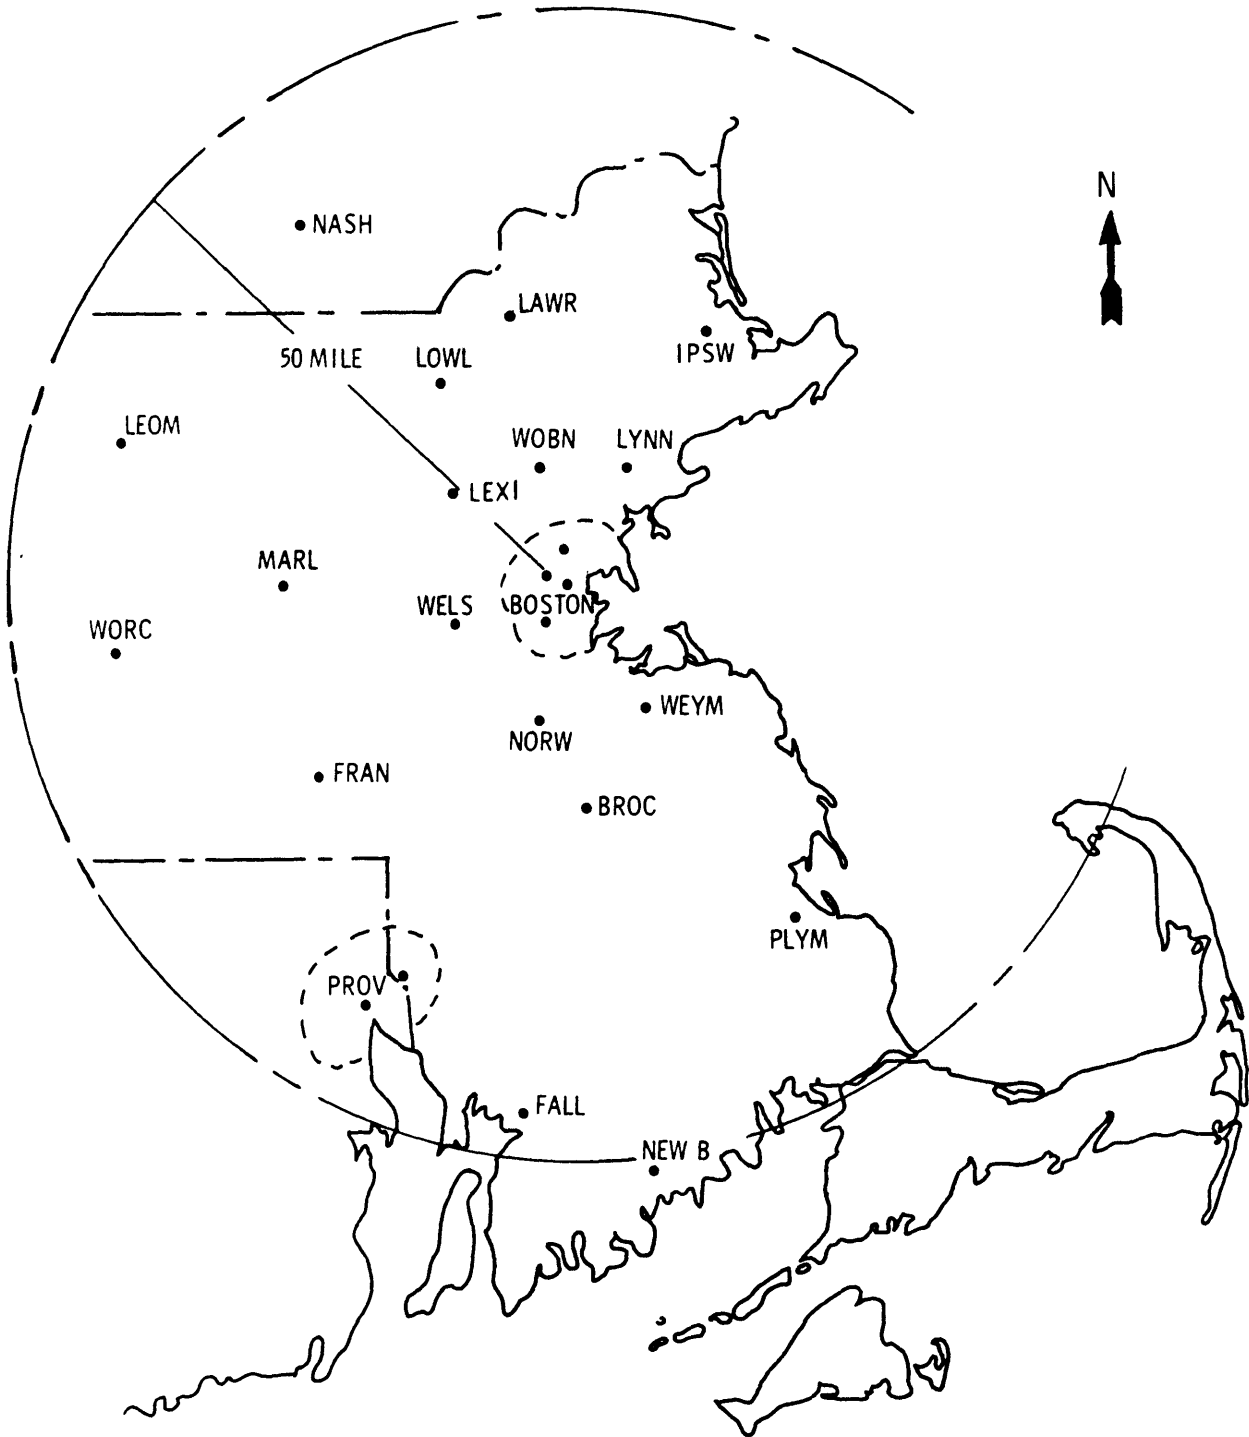 N
NASH
LAWR
50 MILE
LOWL
IPSW
LEOM
WOBN
LYNN
LEXI
MARL
WELS
BOSTON
WORC
WEYM
NORW
FRAN
BROC
PLYM
PROV
FALL
NEW B